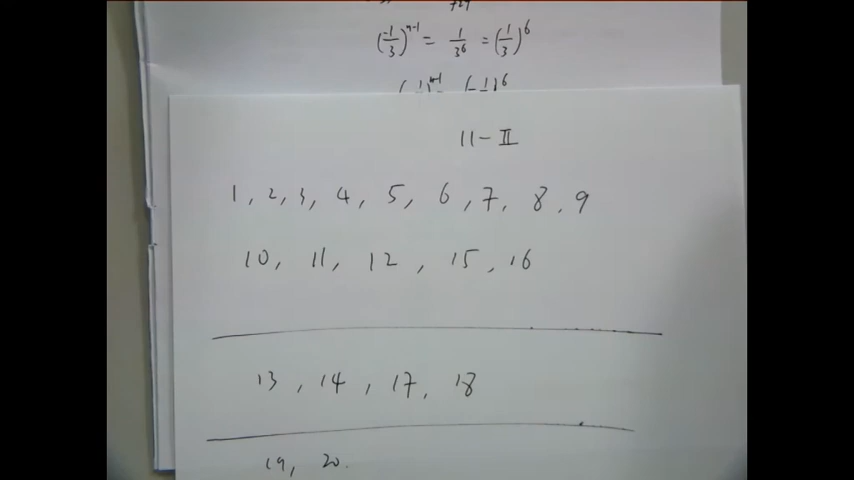 729
(-1/3)^{n-1} = 1/3^6 = (1/3)^6
11-II
1, 2, 3, 4, 5, 6, 7, 8, 9
10, 11, 12, 15, 16
13, 14, 17, 18
19, 20.